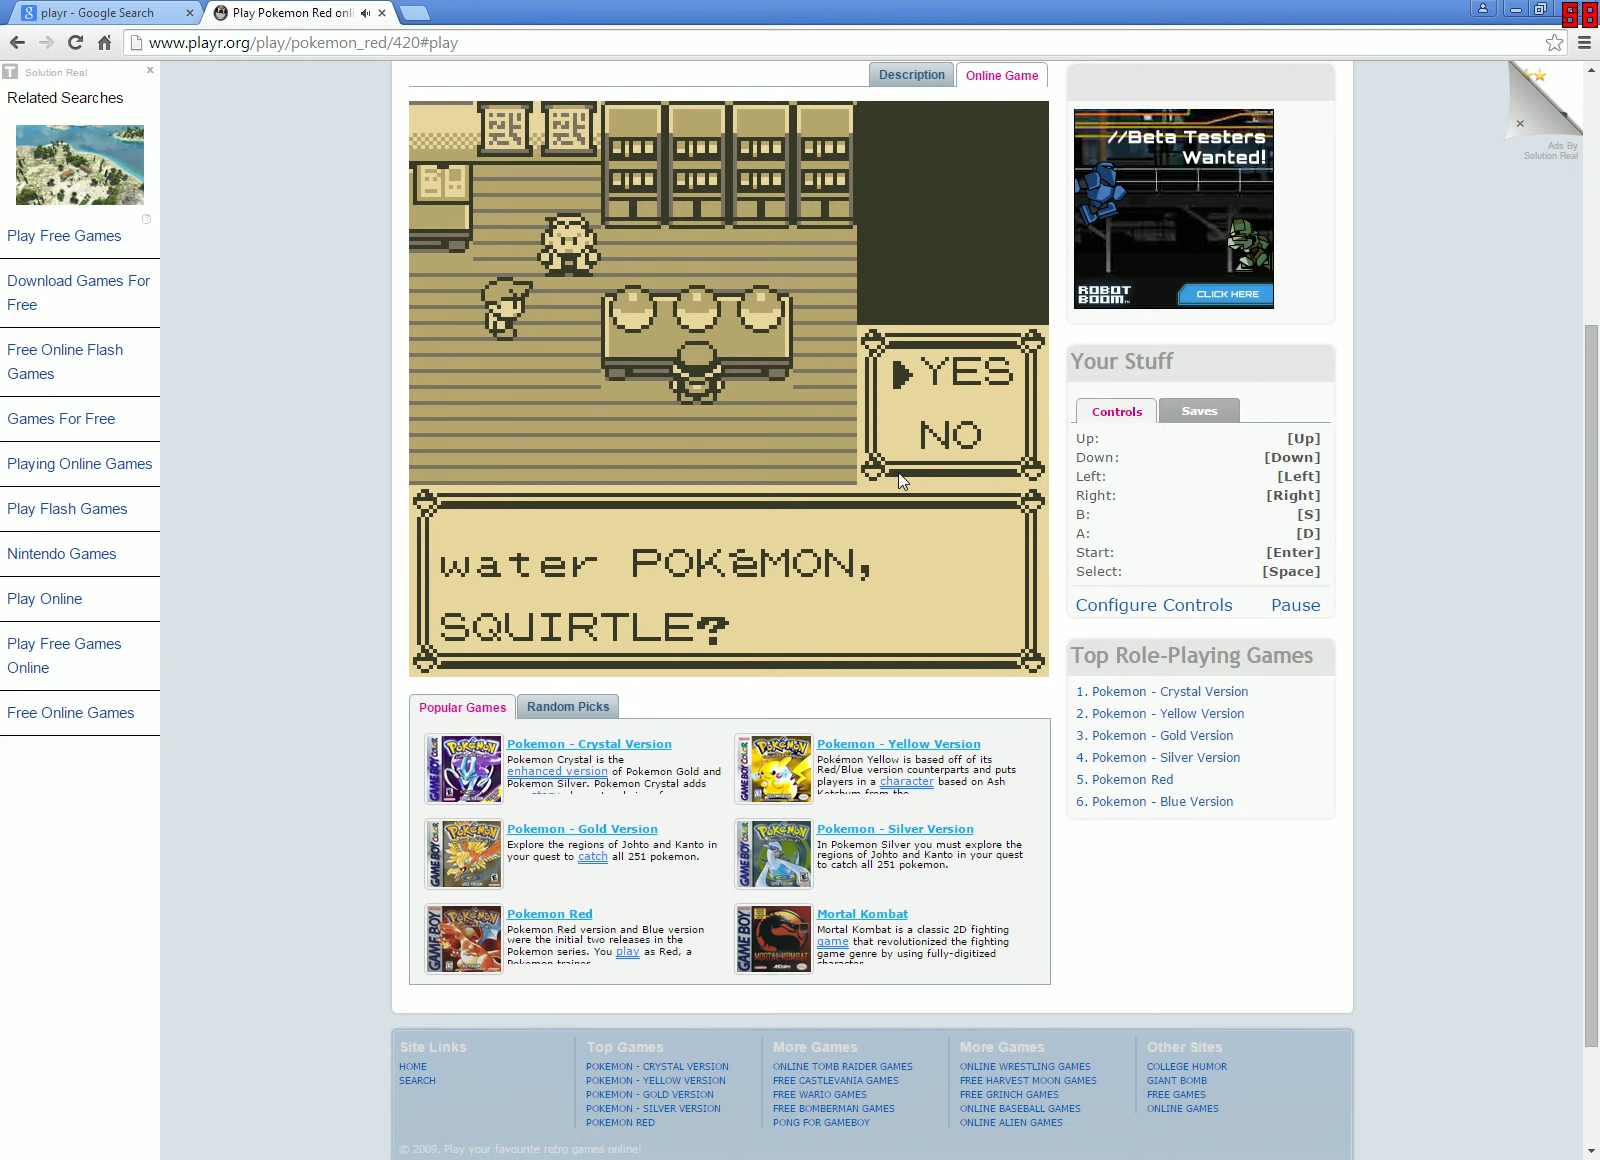 playr - Google Search
Play Pokemon Red onl
58
www.playr.org/play/pokemon_red/420#play
T Solution Real
Related Searches
Play Free Games
Download Games For
Free
Free Online Flash
Games
Games For Free
Playing Online Games
Play Flash Games
Nintendo Games
Play Online
Play Free Games
Online
Free Online Games
Description
Online Game
YES
NO
water POKéMON,
SQUIRTLE?
//Beta Testers
Wanted!
ROBOT
BOOM™
CLICK HERE
Ads By
Solution Real
Your Stuff
Controls
Saves
Up: [Up]
Down: [Down]
Left: [Left]
Right: [Right]
B: [S]
A: [D]
Start: [Enter]
Select: [Space]
Configure Controls
Pause
Top Role-Playing Games
1. Pokemon - Crystal Version
2. Pokemon - Yellow Version
3. Pokemon - Gold Version
4. Pokemon - Silver Version
5. Pokemon Red
6. Pokemon - Blue Version
Popular Games
Random Picks
Pokemon - Crystal Version
Pokemon Crystal is the
enhanced version of Pokemon Gold and
Pokemon Silver. Pokemon Crystal adds
Pokemon - Yellow Version
Pokémon Yellow is based off of its
Red/Blue version counterparts and puts
players in a character based on Ash
Ketchum from the
Pokemon - Gold Version
Explore the regions of Johto and Kanto in
your quest to catch all 251 pokemon.
Pokemon - Silver Version
In Pokemon Silver you must explore the
regions of Johto and Kanto in your quest
to catch all 251 pokemon.
Pokemon Red
Pokemon Red version and Blue version
were the initial two releases in the
Pokemon series. You play as Red, a
Pokemon trainer
Mortal Kombat
Mortal Kombat is a classic 2D fighting
game that revolutionized the fighting
game genre by using fully-digitized
character
Site Links
HOME
SEARCH
Top Games
POKEMON - CRYSTAL VERSION
POKEMON - YELLOW VERSION
POKEMON - GOLD VERSION
POKEMON - SILVER VERSION
POKEMON RED
More Games
ONLINE TOMB RAIDER GAMES
FREE CASTLEVANIA GAMES
FREE WARIO GAMES
FREE BOMBERMAN GAMES
PONG FOR GAMEBOY
More Games
ONLINE WRESTLING GAMES
FREE HARVEST MOON GAMES
FREE GRINCH GAMES
ONLINE BASEBALL GAMES
ONLINE ALIEN GAMES
Other Sites
COLLEGE HUMOR
GIANT BOMB
FREE GAMES
ONLINE GAMES
© 2009. Play your favourite retro games online!